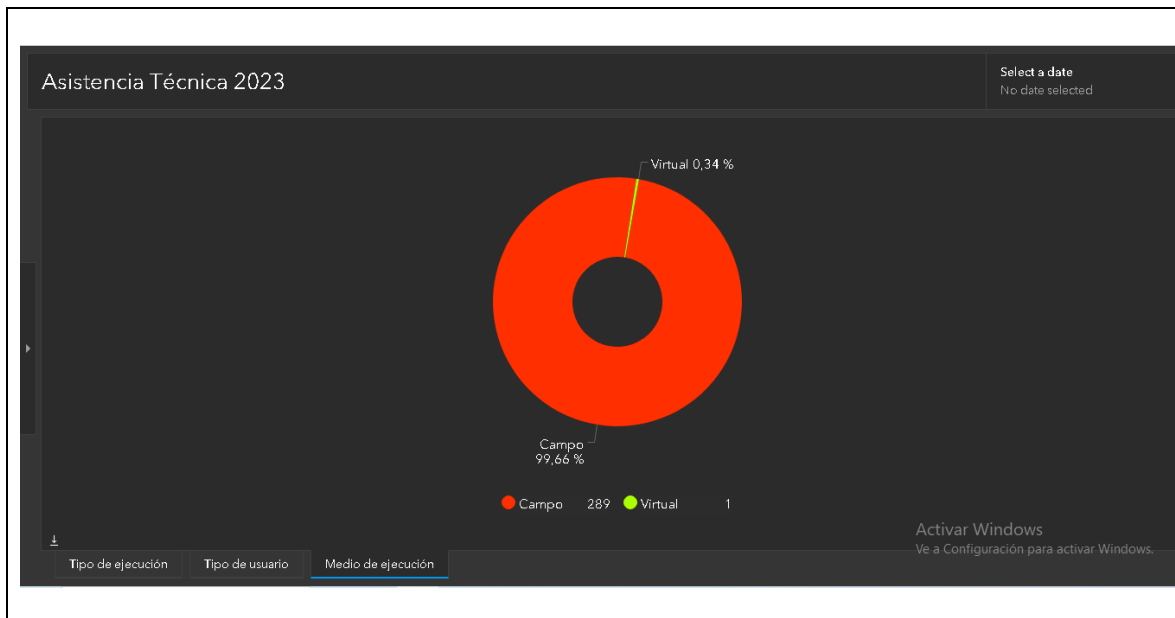 Asistencia Técnica 2023
Select a date
No date selected
Virtual 0,34 %
Campo
99,66 %
Campo 289 Virtual 1
Activar Windows
Ve a Configuración para activar Windows.
Tipo de ejecución Tipo de usuario Medio de ejecución